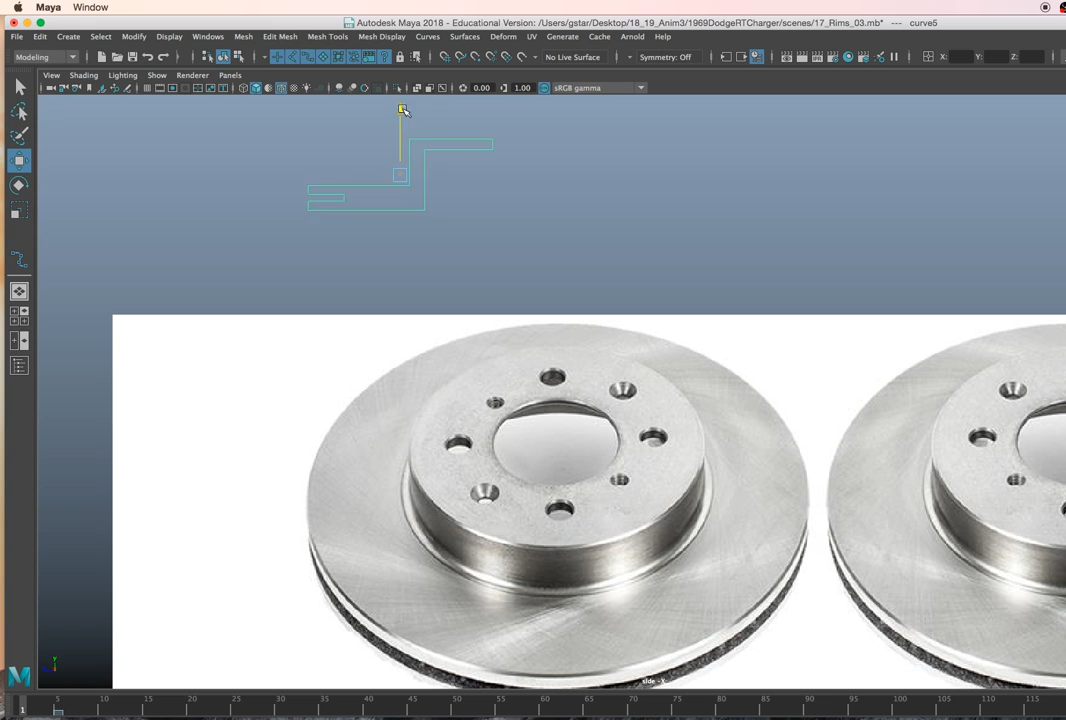 Maya Window
Autodesk Maya 2018 - Educational Version: /Users/gstar/Desktop/18_19_Anim3/1969DodgeRTCharger/scenes/17_Rims_03.mb* --- curve5
File Edit Create Select Modify Display Windows Mesh Edit Mesh Mesh Tools Mesh Display Curves Surfaces Deform UV Generate Cache Arnold Help
Modeling No Live Surface Symmetry: Off X: Y: Z:
View Shading Lighting Show Renderer Panels
0.00 1.00 sRGB gamma
Y
side -X
1 5 10 15 20 25 30 35 40 45 50 55 60 65 70 75 80 85 90 95 100 105 110 115